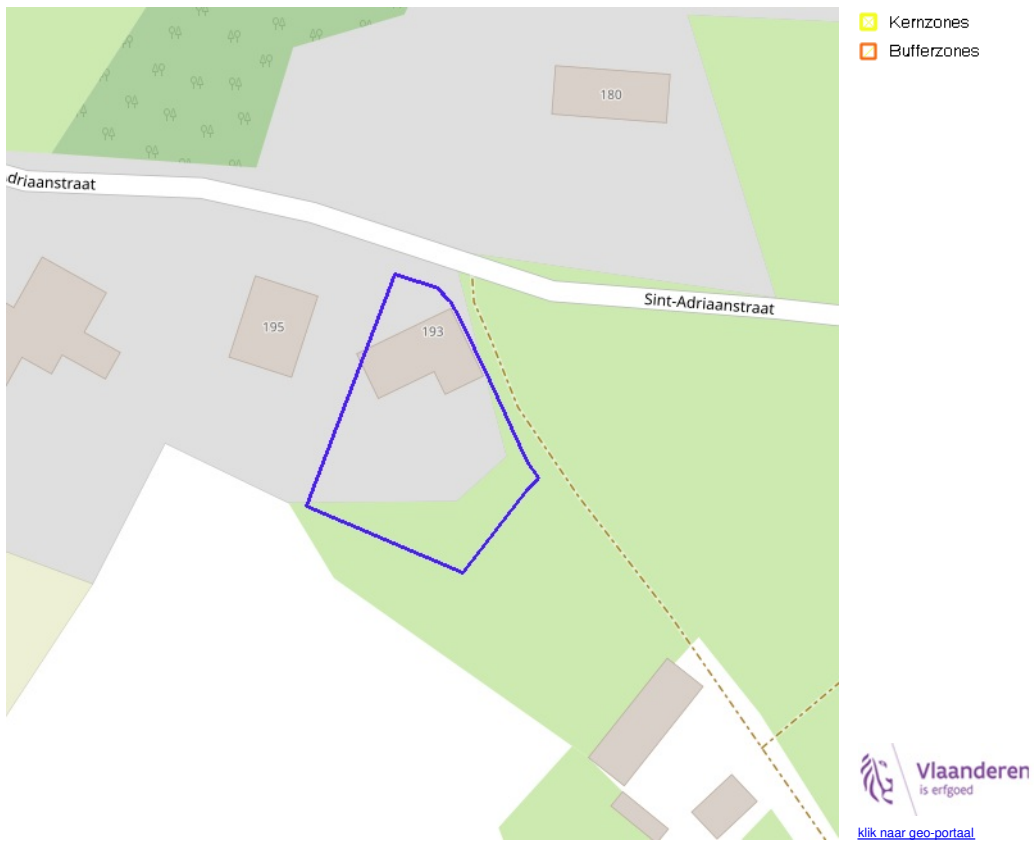 Kernzones
Bufferzones
180
driaanstraat
Sint-Adriaanstraat
195
193
Vlaanderen
is erfgoed
klik naar geo-portaal